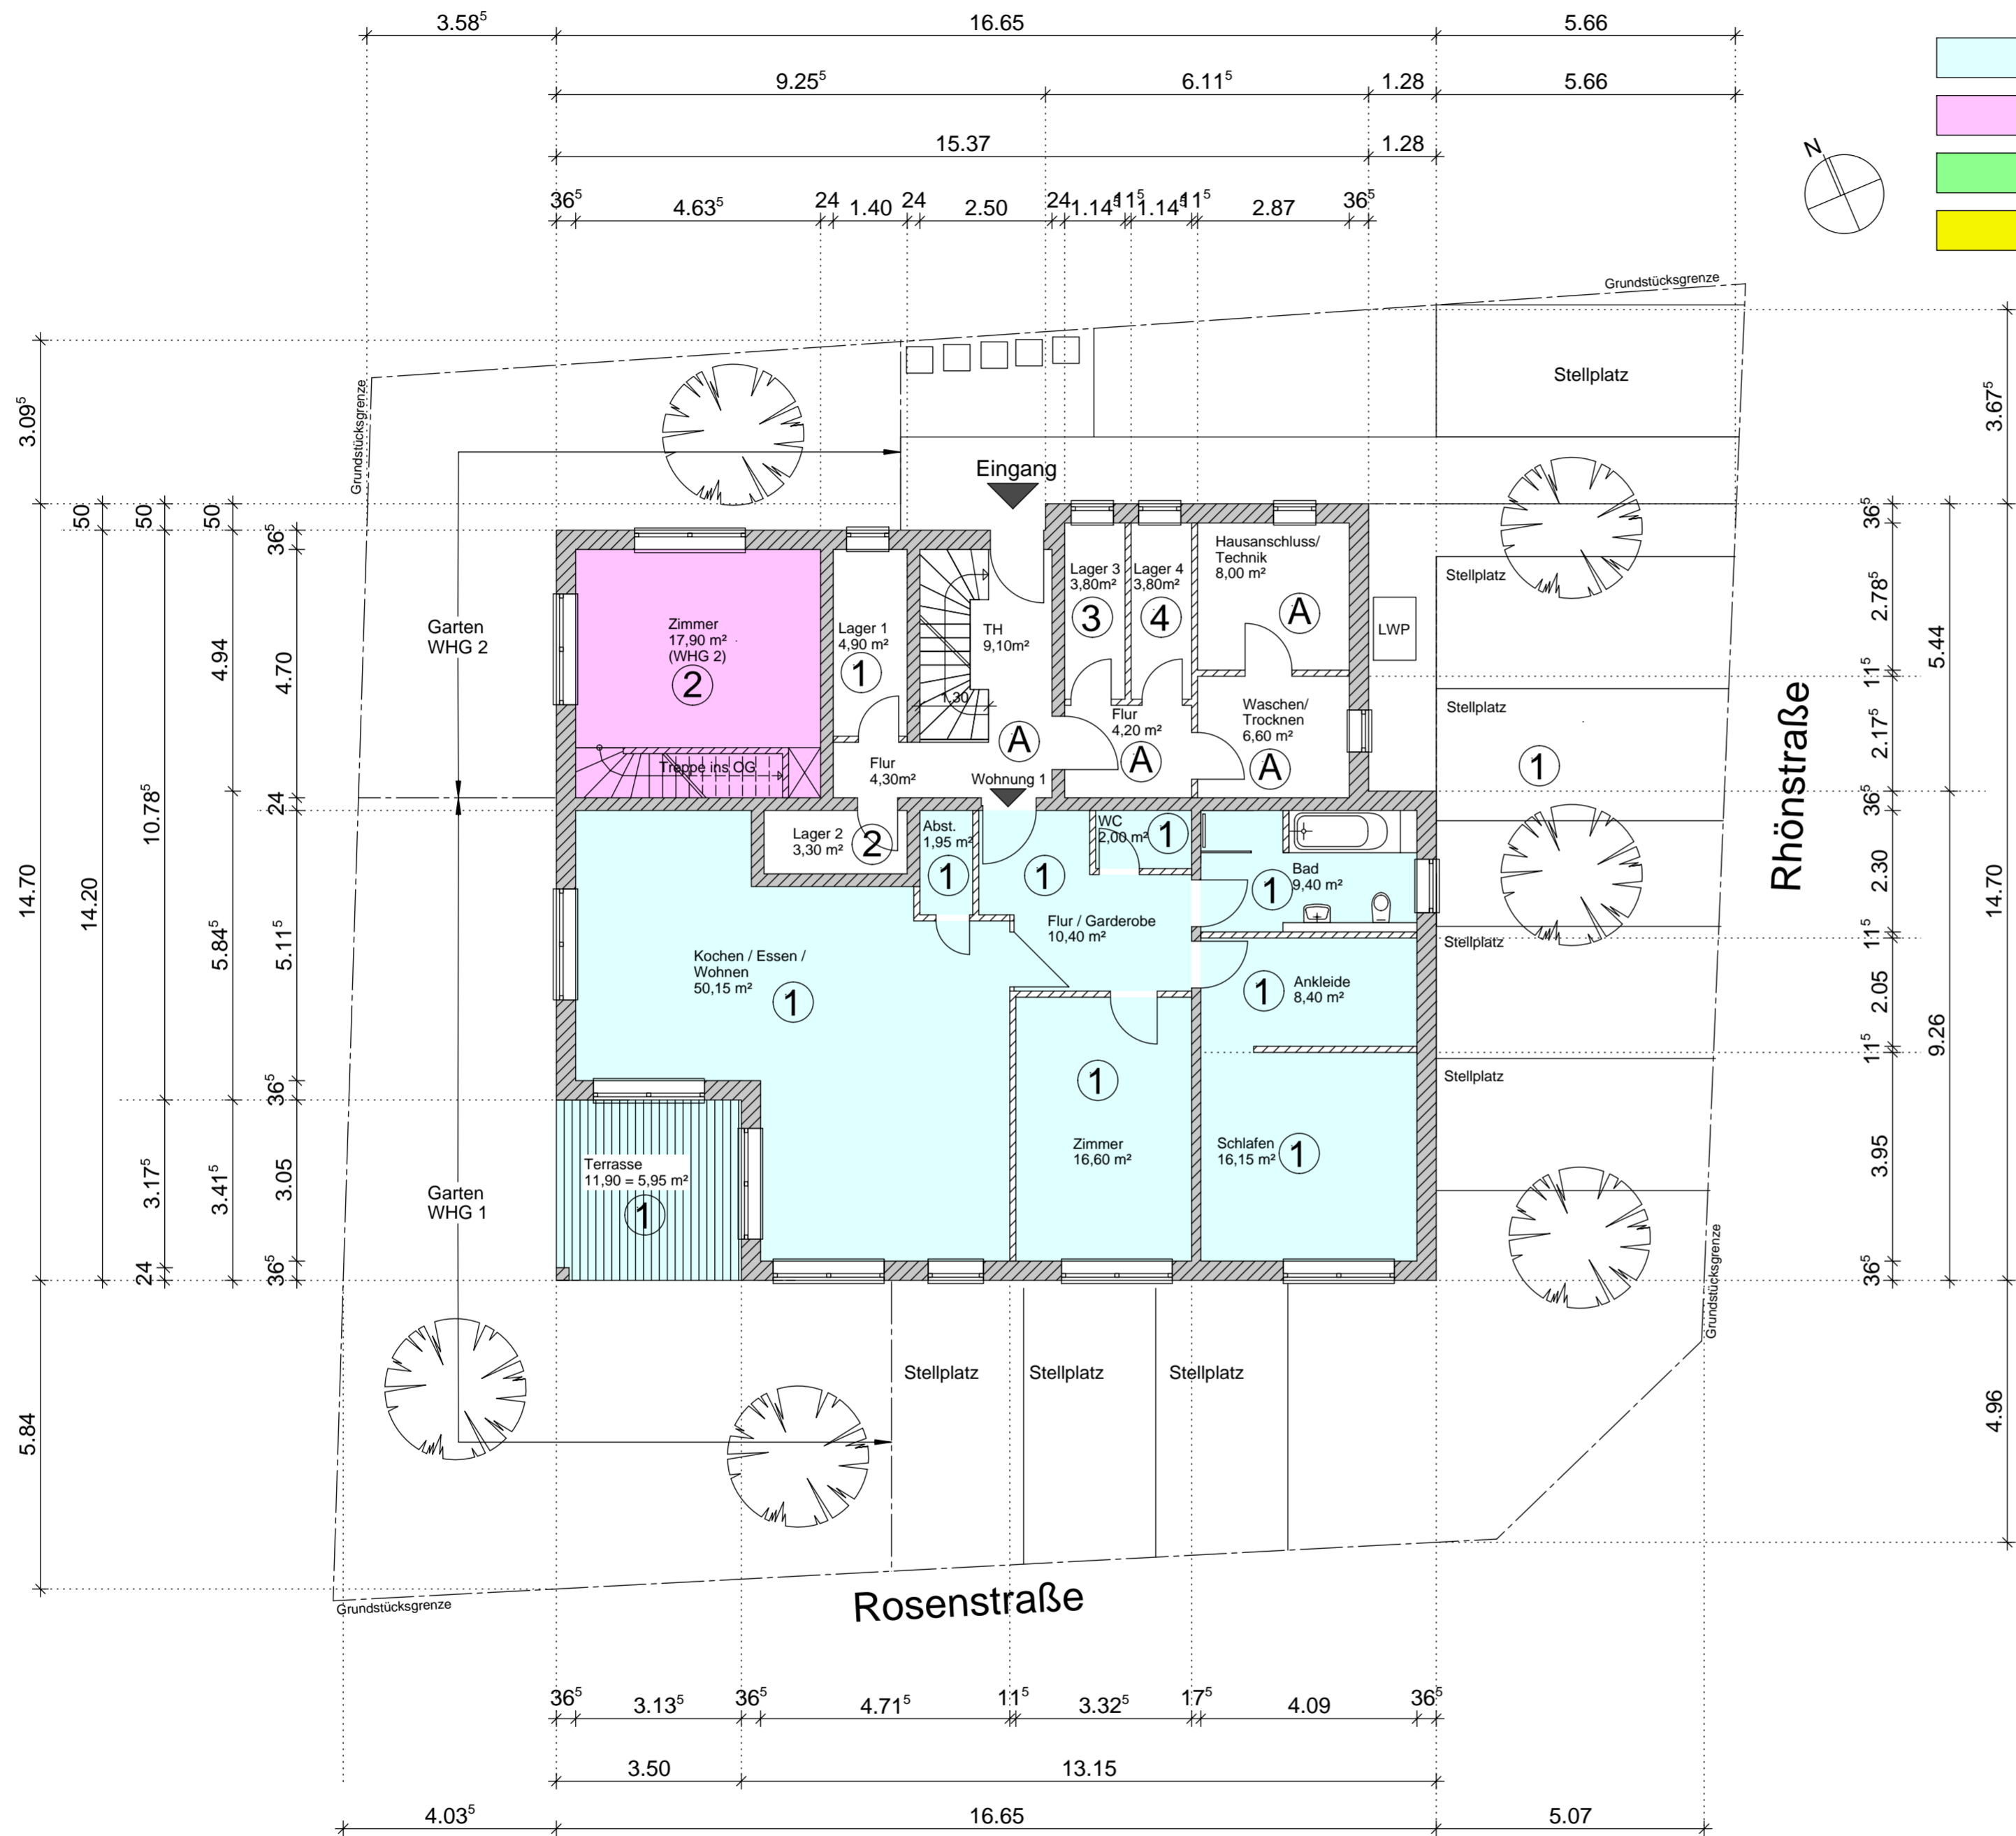 3.58⁵ 16.65 5.66
9.25⁵ 6.11⁵ 1.28 5.66
15.37 1.28
36⁵ 4.63⁵ 24 1.40 24 2.50 24 1.14⁵ 11⁵ 1.14⁵ 11⁵ 2.87 36⁵
N
Grundstücksgrenze
Grundstücksgrenze
Stellplatz
Eingang
3.09⁵
14.70
5.84
50
14.20
50
10.78⁵
3.17⁵
24
50
4.94
5.84⁵
3.41⁵
36⁵
4.70
24
5.11⁵
36⁵
3.05
36⁵
Garten
WHG 2
Zimmer
17,90 m²
(WHG 2)
2
Treppe ins OG
Lager 1
4,90 m²
1
TH
9,10m²
1.30
A
Lager 3
3,80m²
3
Lager 4
3,80m²
4
Hausanschluss/
Technik
8,00 m²
A
LWP
Flur
4,30m²
Wohnung 1
Flur
4,20 m²
A
Waschen/
Trocknen
6,60 m²
A
Lager 2
3,30 m²
2
Abst.
1,95 m²
1
1
WC
2,00 m²
1
Bad
9,40 m²
1
Flur / Garderobe
10,40 m²
Kochen / Essen /
Wohnen
50,15 m²
1
Ankleide
8,40 m²
1
1
Zimmer
16,60 m²
Schlafen
16,15 m²
1
Terrasse
11,90 = 5,95 m²
1
Garten
WHG 1
Stellplatz
Stellplatz
1
Stellplatz
Stellplatz
Rhönstraße
36⁵
2.78⁵
11⁵
2.17⁵
36⁵
2.30
11⁵
2.05
11⁵
3.95
36⁵
5.44
9.26
3.67⁵
14.70
4.96
Grundstücksgrenze
Stellplatz Stellplatz Stellplatz
Rosenstraße
Grundstücksgrenze
36⁵ 3.13⁵ 36⁵ 4.71⁵ 11⁵ 3.32⁵ 17⁵ 4.09 36⁵
3.50 13.15
4.03⁵ 16.65 5.07